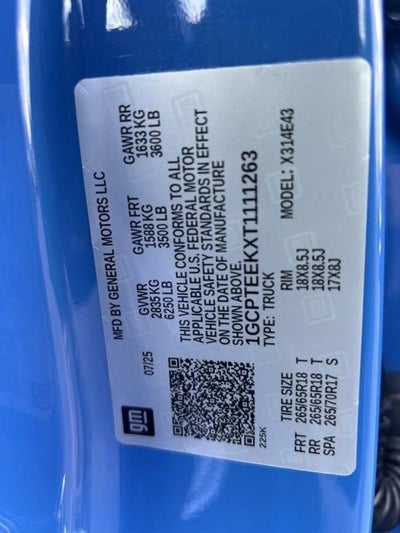 gm
MFD BY GENERAL MOTORS LLC
07/25
GVWR GAWR FRT GAWR RR
2835 KG 1588 KG 1633 KG
6250 LB 3500 LB 3600 LB
THIS VEHICLE CONFORMS TO ALL
APPLICABLE U.S. FEDERAL MOTOR
VEHICLE SAFETY STANDARDS IN EFFECT
ON THE DATE OF MANUFACTURE
SHOWN ABOVE.
1GCPTEEKXT1111263
TYPE: TRUCK MODEL: X314E43
225K
TIRE SIZE RIM
FRT 265/65R18 T 18X8.5J
RR 265/65R18 T 18X8.5J
SPA 265/70R17 S 17X8J